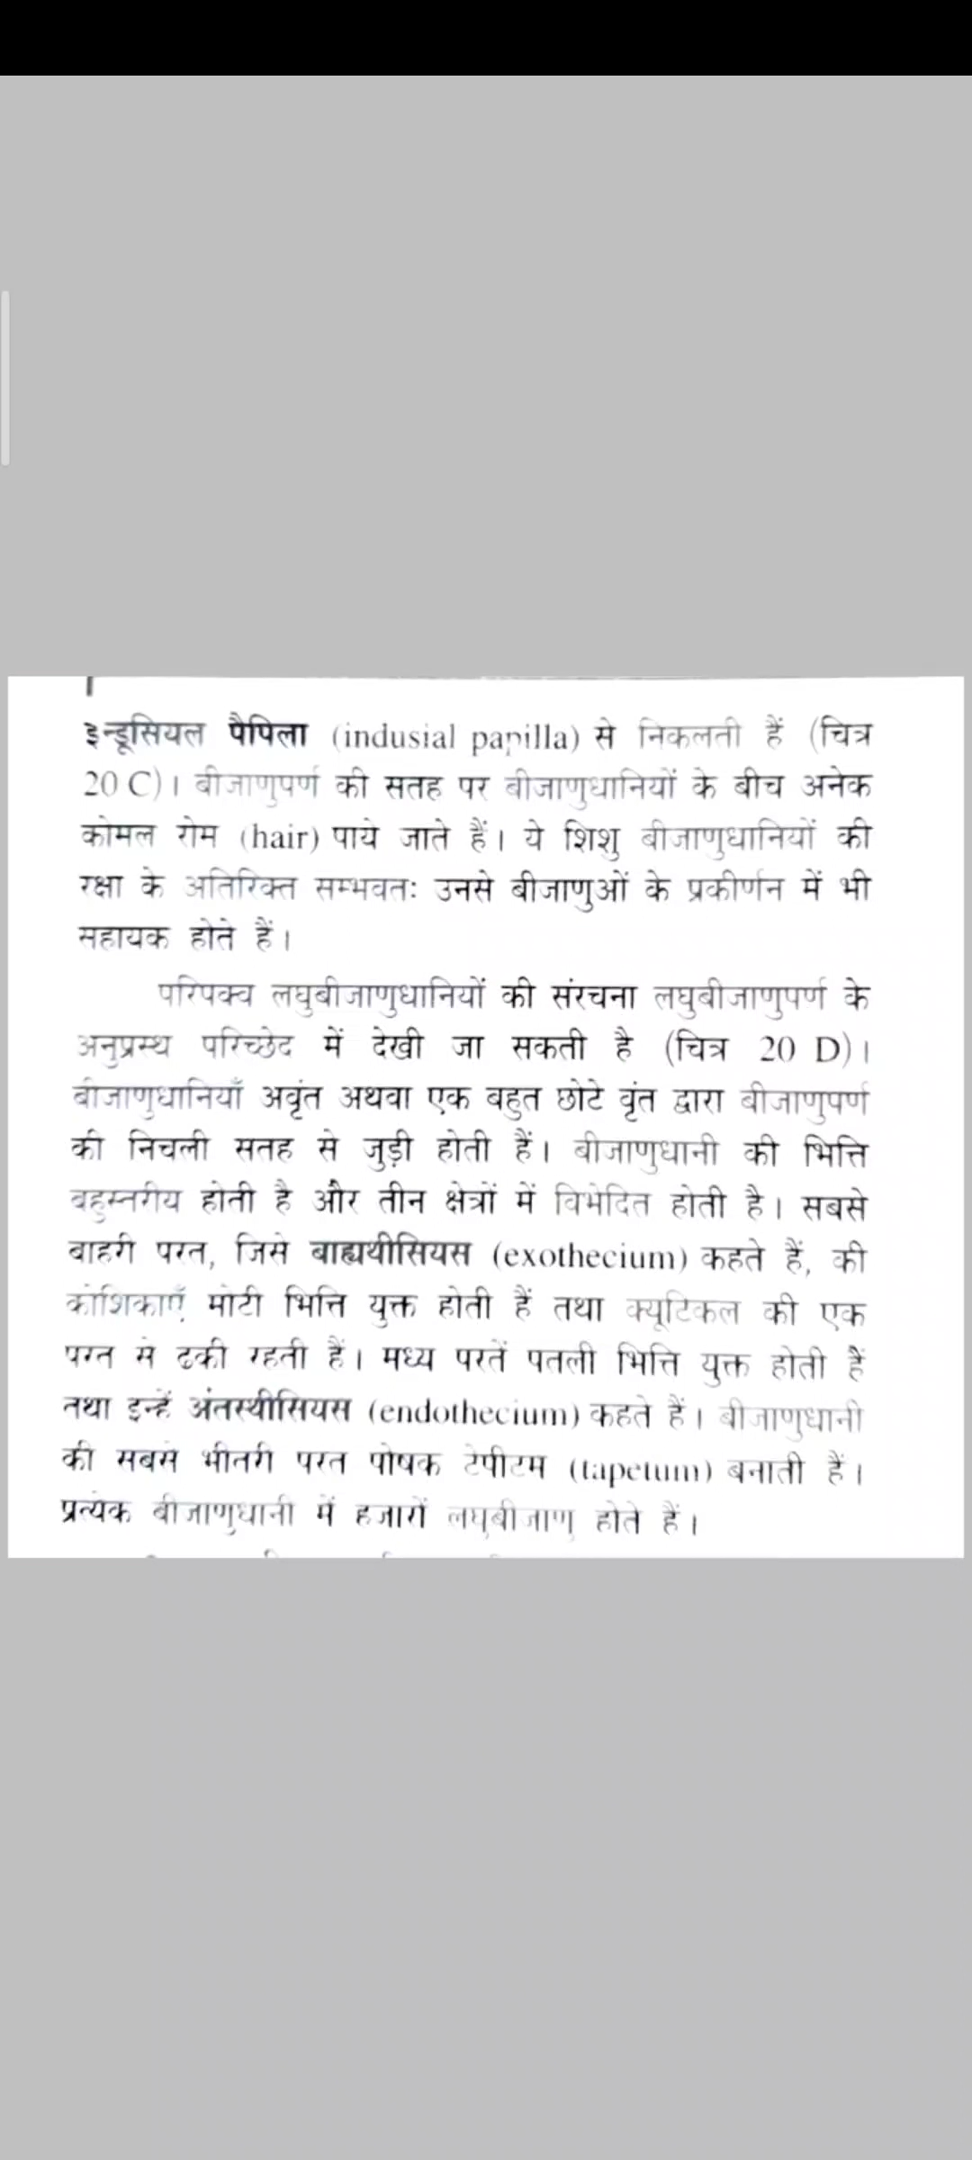 इन्डूसियल पैपिला (indusial papilla) से निकलती हैं (चित्र
20 C)। बीजाणुपर्ण की सतह पर बीजाणुधानियों के बीच अनेक
कोमल रोम (hair) पाये जाते हैं। ये शिशु बीजाणुधानियों की
रक्षा के अतिरिक्त सम्भवतः उनसे बीजाणुओं के प्रकीर्णन में भी
सहायक होते हैं।
परिपक्व लघुबीजाणुधानियों की संरचना लघुबीजाणुपर्ण के
अनुप्रस्थ परिच्छेद में देखी जा सकती है (चित्र 20 D)।
बीजाणुधानियाँ अवृंत अथवा एक बहुत छोटे वृंत द्वारा बीजाणुपर्ण
की निचली सतह से जुड़ी होती हैं। बीजाणुधानी की भित्ति
बहुस्तरीय होती है और तीन क्षेत्रों में विभेदित होती है। सबसे
बाहरी परत, जिसे बाह्यथीसियस (exothecium) कहते हैं, की
कोशिकाएँ मोटी भित्ति युक्त होती हैं तथा क्यूटिकल की एक
परत से ढकी रहती हैं। मध्य परतें पतली भित्ति युक्त होती हैं
तथा इन्हें अंतस्थीसियस (endothecium) कहते हैं। बीजाणुधानी
की सबसे भीतरी परत पोषक टेपीटम (tapetum) बनाती हैं।
प्रत्येक बीजाणुधानी में हजारों लघुबीजाणु होते हैं।